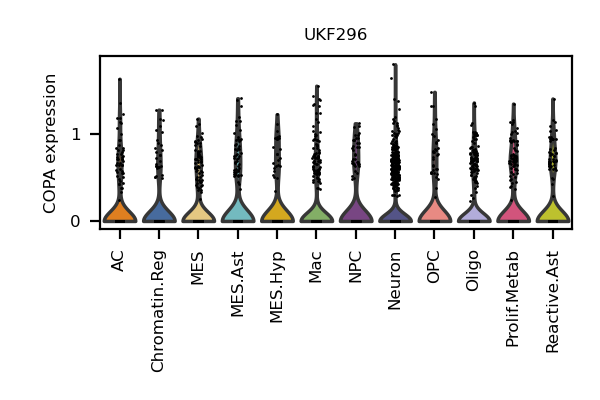 UKF296
COPA expression
1
0
AC
Chromatin.Reg
MES
MES.Ast
MES.Hyp
Mac
NPC
Neuron
OPC
Oligo
Prolif.Metab
Reactive.Ast